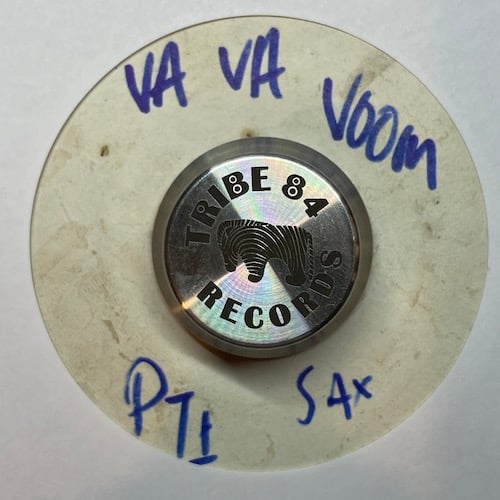 VA VA VOOM
TRIBE 84
RECORDS
PT1 SAX